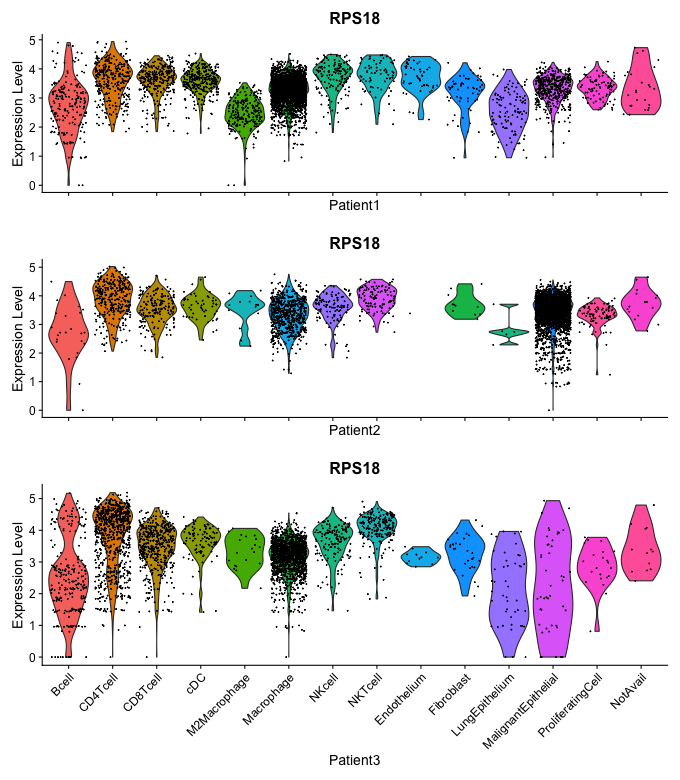 RPS18
Expression Level
5
4
3
2
1
0
Patient1
RPS18
Expression Level
5
4
3
2
1
0
Patient2
RPS18
Expression Level
5
4
3
2
1
0
Bcell
CD4Tcell
CD8Tcell
cDC
M2Macrophage
Macrophage
NKcell
NKTcell
Endothelium
Fibroblast
LungEpithelium
MalignantEpithelial
ProliferatingCell
NotAvail
Patient3